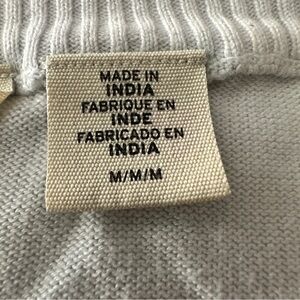 MADE IN
INDIA
FABRIQUE EN
INDE
FABRICADO EN
INDIA
M/M/M